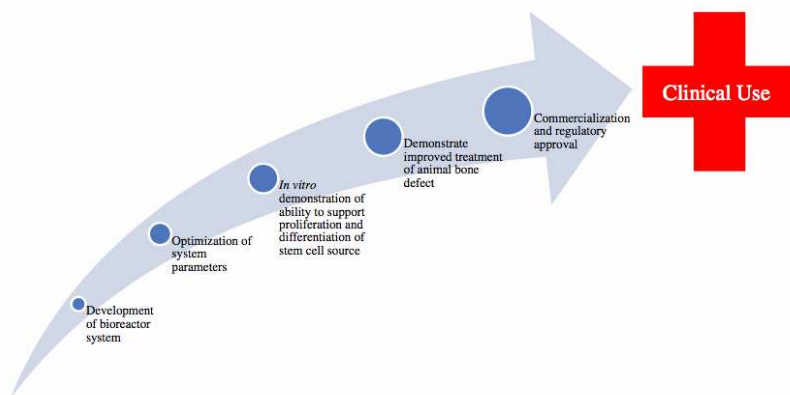 Development
of bioreactor
system
Optimization of
system
parameters
In vitro
demonstration of
ability to support
proliferation and
differentiation of
stem cell source
Demonstrate
improved treatment
of animal bone
defect
Commercialization
and regulatory
approval
Clinical Use